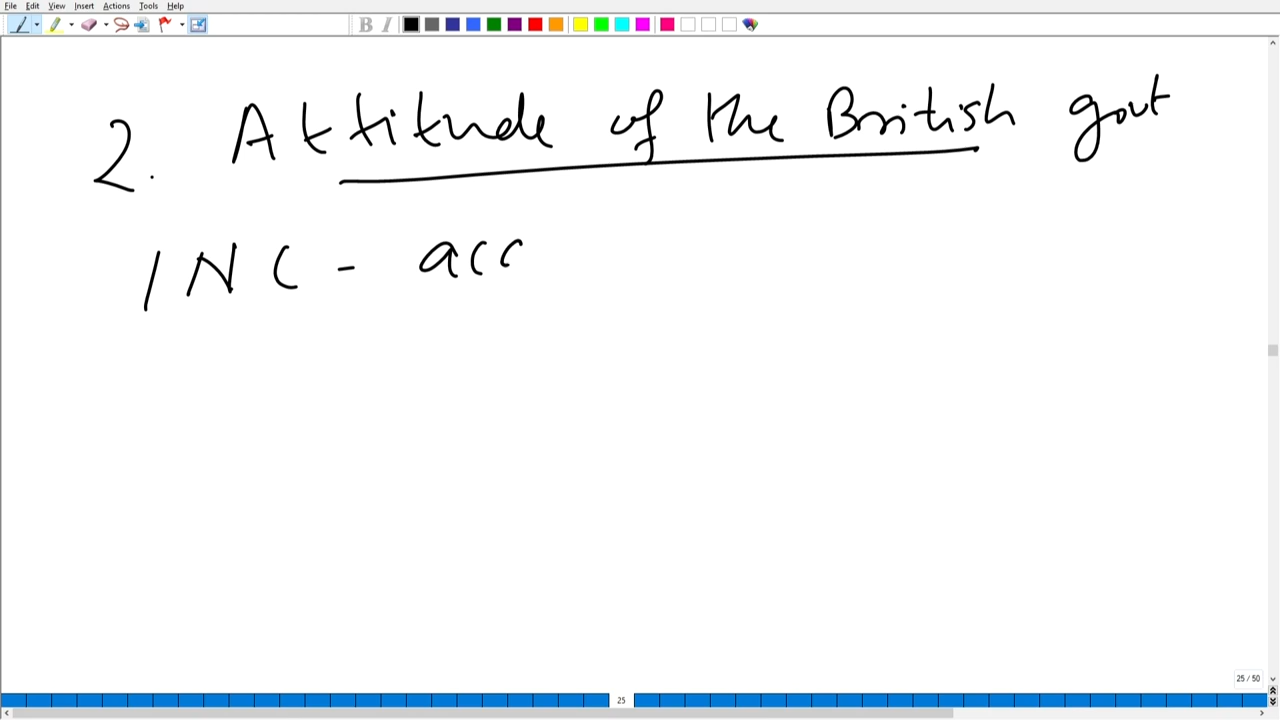 File Edit View Insert Actions Tools Help
B I
2. Attitude of the British govt
INC - acc
25 / 50
25